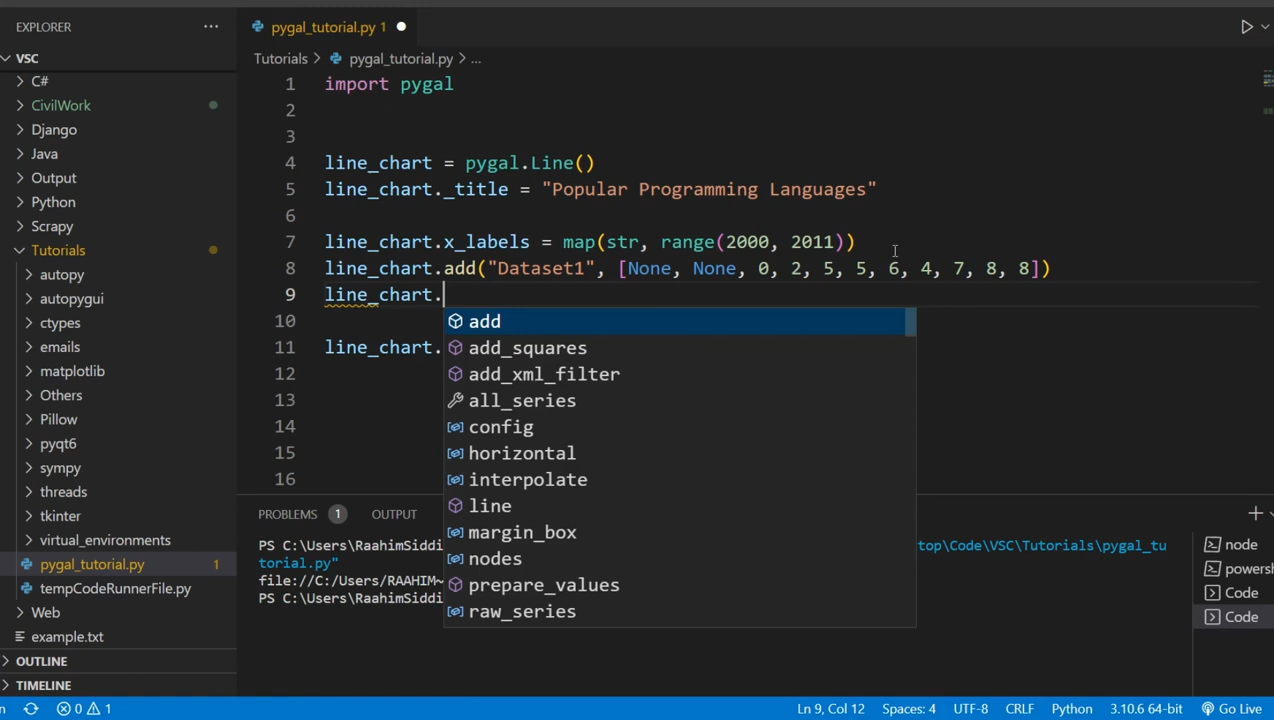 EXPLORER
VSC
C#
CivilWork
Django
Java
Output
Python
Scrapy
Tutorials
autopy
autopygui
ctypes
emails
matplotlib
Others
Pillow
pyqt6
sympy
threads
tkinter
virtual_environments
pygal_tutorial.py 1
tempCodeRunnerFile.py
Web
example.txt
OUTLINE
TIMELINE
pygal_tutorial.py 1
Tutorials > pygal_tutorial.py > ...
1 import pygal
2
3
4 line_chart = pygal.Line()
5 line_chart._title = "Popular Programming Languages"
6
7 line_chart.x_labels = map(str, range(2000, 2011))
8 line_chart.add("Dataset1", [None, None, 0, 2, 5, 5, 6, 4, 7, 8, 8])
9 line_chart.
10
11 line_chart.
12
13
14
15
16
add
add_squares
add_xml_filter
all_series
config
horizontal
interpolate
line
margin_box
nodes
prepare_values
raw_series
PROBLEMS 1 OUTPUT
PS C:\Users\RaahimSiddi top\Code\VSC\Tutorials\pygal_tu
torial.py"
file://C:/Users/RAAHIM~
PS C:\Users\RaahimSiddi
node
powersh
Code
Code
0 1 Ln 9, Col 12 Spaces: 4 UTF-8 CRLF Python 3.10.6 64-bit Go Live